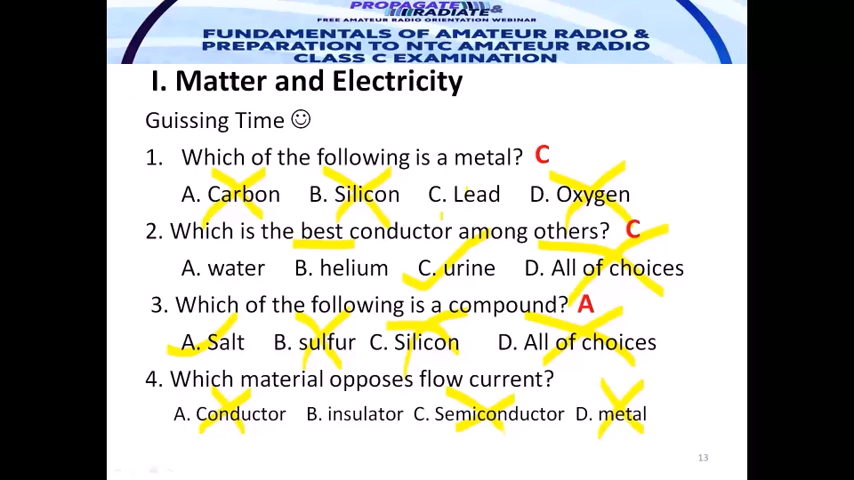 PROPAGATE
& RADIATE
FREE AMATEUR RADIO ORIENTATION WEBINAR
FUNDAMENTALS OF AMATEUR RADIO &
PREPARATION TO NTC AMATEUR RADIO
CLASS C EXAMINATION
I. Matter and Electricity
Guissing Time ☺
1. Which of the following is a metal? C
A. Carbon B. Silicon C. Lead D. Oxygen
2. Which is the best conductor among others? C
A. water B. helium C. urine D. All of choices
3. Which of the following is a compound? A
A. Salt B. sulfur C. Silicon D. All of choices
4. Which material opposes flow current?
A. Conductor B. insulator C. Semiconductor D. metal
13